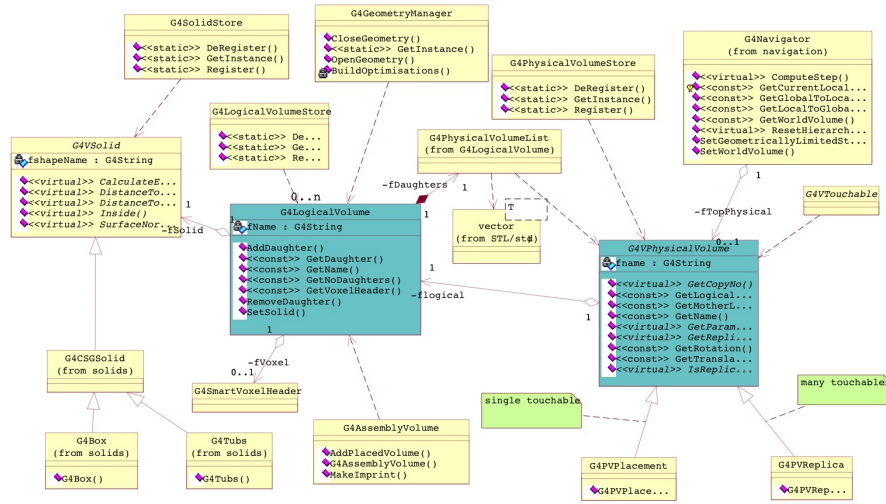 G4SolidStore
<<static>> DeRegister()
<<static>> GetInstance()
<<static>> Register()
G4GeometryManager
CloseGeometry()
<<static>> GetInstance()
OpenGeometry()
BuildOptimisations()
G4Navigator
(from navigation)
<<virtual>> ComputeStep()
<<const>> GetCurrentLocal...
<<const>> GetGlobalToLoca...
<<const>> GetLocalToGloba...
<<const>> GetWorldVolume()
<<virtual>> ResetHierarch...
SetGeometricallyLimitedSt...
SetWorldVolume()
G4PhysicalVolumeStore
<<static>> DeRegister()
<<static>> GetInstance()
<<static>> Register()
G4LogicalVolumeStore
<<static>> De...
<<static>> Ge...
<<static>> Re...
G4PhysicalVolumeList
(from G4LogicalVolume)
G4VSolid
fshapeName : G4String
<<virtual>> CalculateE...
<<virtual>> DistanceTo...
<<virtual>> DistanceTo...
<<virtual>> Inside()
<<virtual>> SurfaceNor...
-fDaughters
1
1
0..n
1
1
-fSolid
T
vector
(from STL/std)
1
-fTopPhysical
0..1
G4VTouchable
G4LogicalVolume
fName : G4String
AddDaughter()
<<const>> GetDaughter()
<<const>> GetName()
<<const>> GetNoDaughters()
<<const>> GetVoxelHeader()
RemoveDaughter()
SetSolid()
G4VPhysicalVolume
fname : G4String
<<virtual>> GetCopyNo()
<<const>> GetLogical...
<<const>> GetMotherL...
<<const>> GetName()
<<virtual>> GetParam...
<<virtual>> GetRepli...
<<const>> GetRotation()
<<const>> GetTransla...
<<virtual>> IsReplic...
1
-flogical
1
1
-fVoxel
0..1
G4SmartVoxelHeader
G4CSGSolid
(from solids)
single touchable
many touchable
G4Box
(from solids)
G4Box()
G4Tubs
(from solids)
G4Tubs()
G4AssemblyVolume
AddPlacedVolume()
G4AssemblyVolume()
MakeImprint()
G4PVPlacement
G4PVPlace...
G4PVReplica
G4PVRep...